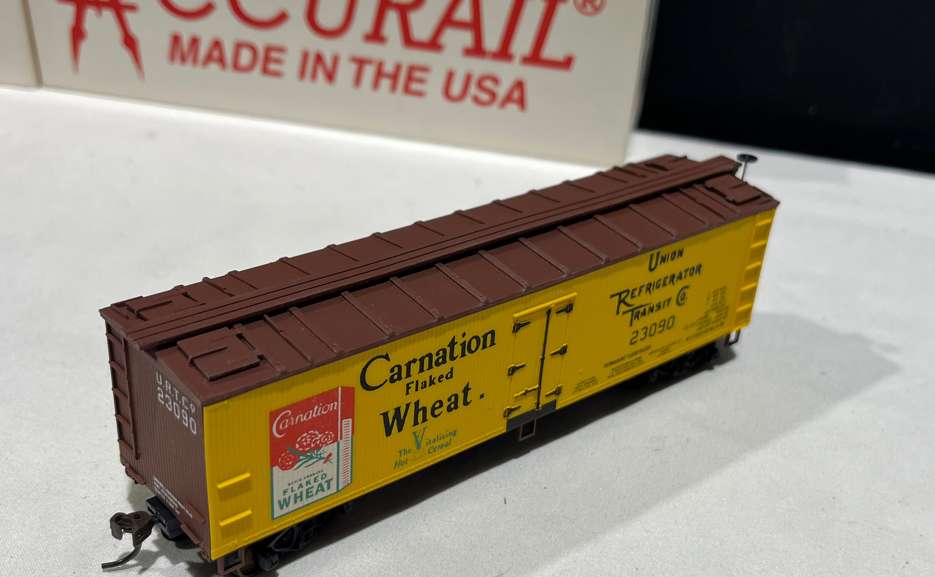 ACCURAIL®
MADE IN THE USA
U.R.T.Co
23090
Carnation
FLAKED
WHEAT
Carnation
Flaked
Wheat.
The Vitalizing
Hot Cereal
UNION
REFRIGERATOR
TRANSIT Co.
23090